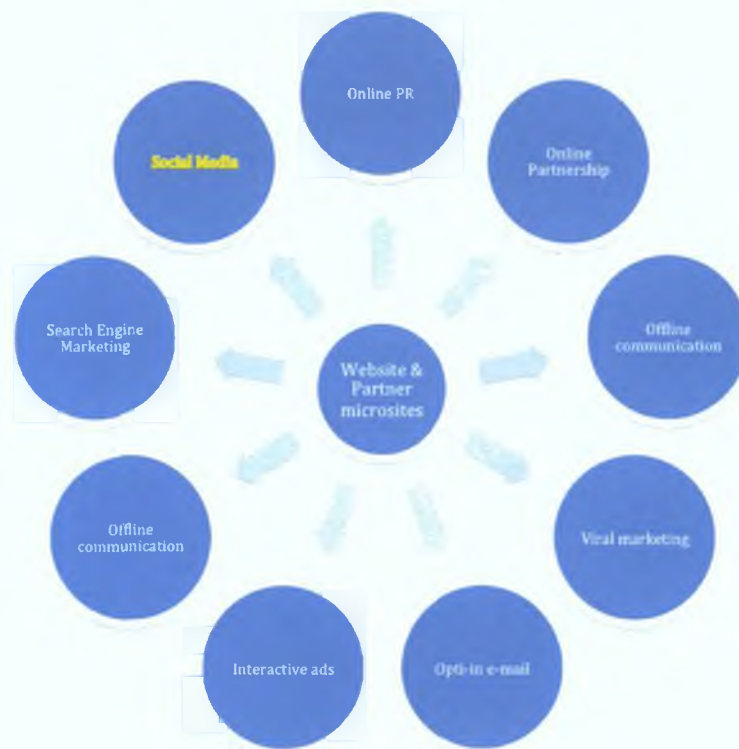 Online PR
Social Media
Online
Partnership
Search Engine
Marketing
Offline
communication
Website &
Partner
microsites
Offline
communication
Viral marketing
Interactive ads
Opti-in e-mail